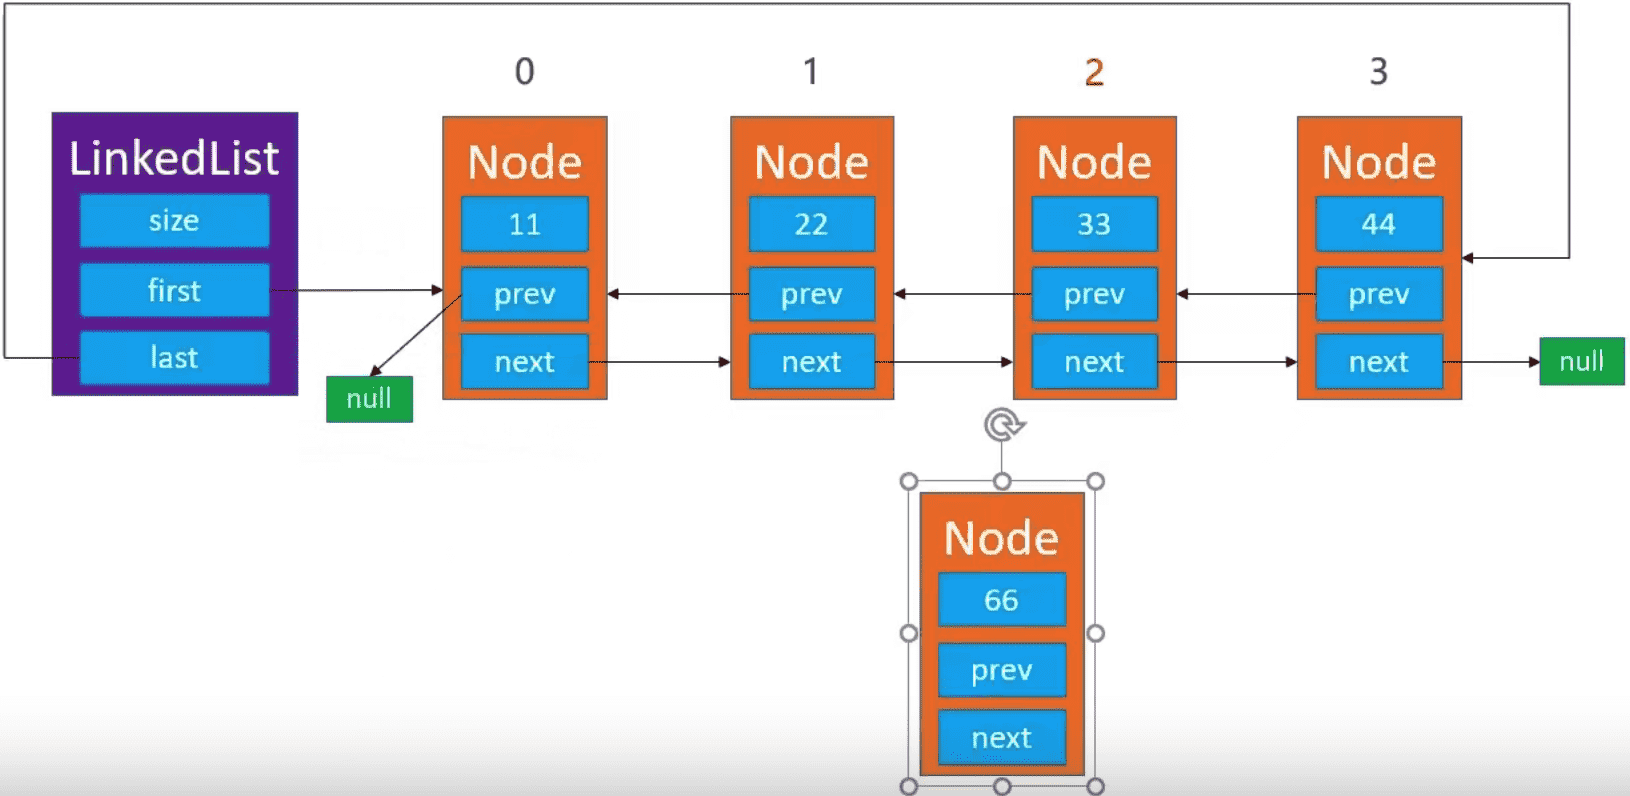 0
1
2
3
LinkedList
size
first
last
null
Node
11
prev
next
Node
22
prev
next
Node
33
prev
next
Node
44
prev
next
null
Node
66
prev
next